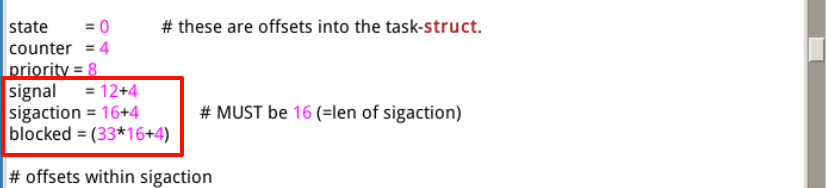 state = 0 # these are offsets into the task-struct.
counter = 4
priority = 8
signal = 12+4
sigaction = 16+4 # MUST be 16 (=len of sigaction)
blocked = (33*16+4)
# offsets within sigaction